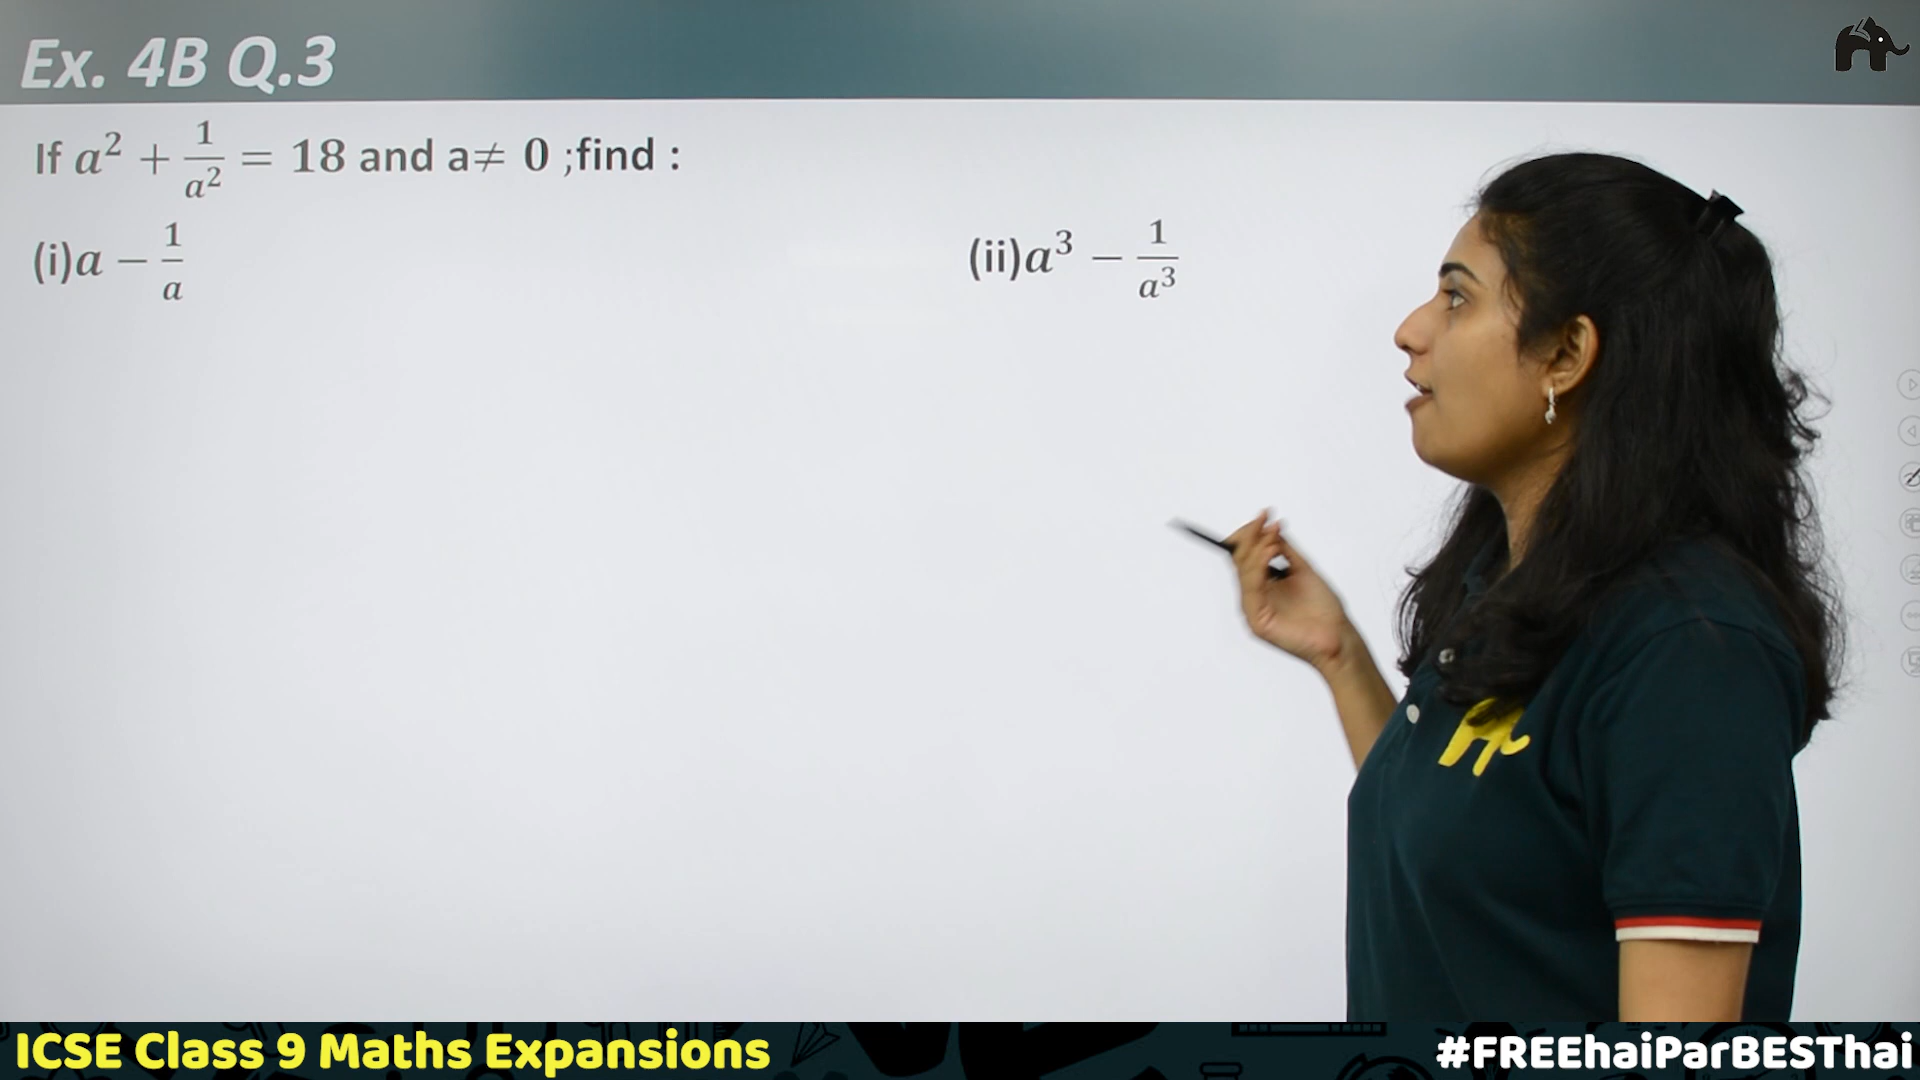 Ex. 4B Q.3
If a² + 1/a² = 18 and a≠ 0 ;find :
(i)a − 1/a
(ii)a³ − 1/a³
ICSE Class 9 Maths Expansions
#FREEhaiParBESThai